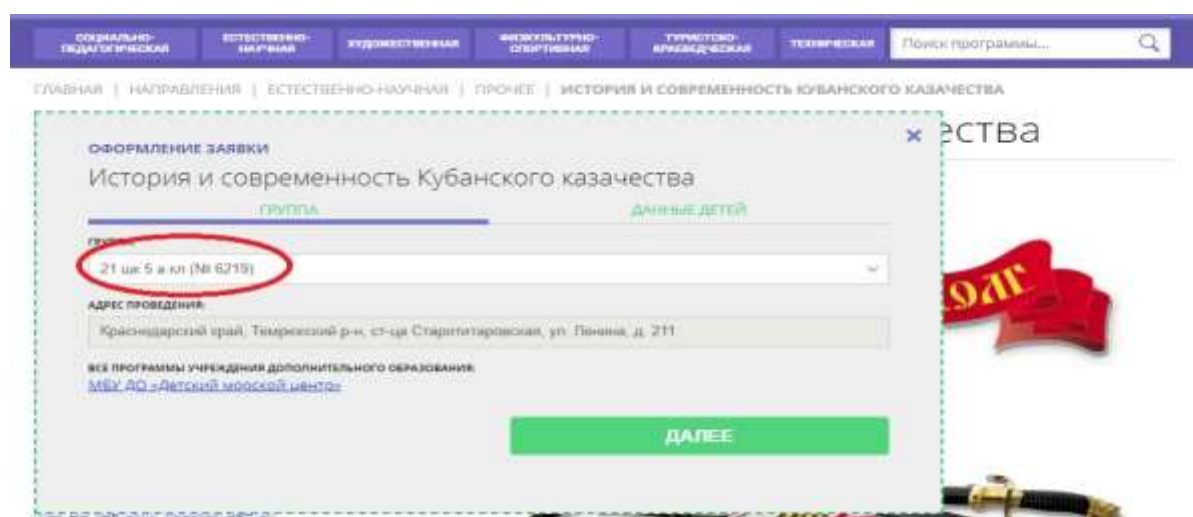 СОЦИАЛЬНО-ПЕДАГОГИЧЕСКАЯ ЕСТЕСТВЕННО-НАУЧНАЯ ХУДОЖЕСТВЕННАЯ ФИЗКУЛЬТУРНО-СПОРТИВНАЯ ТУРИСТСКО-КРАЕВЕДЧЕСКАЯ ТЕХНИЧЕСКАЯ Поиск программы...
ГЛАВНАЯ | НАПРАВЛЕНИЯ | ЕСТЕСТВЕННО-НАУЧНАЯ | ПРОЧЕЕ | ИСТОРИЯ И СОВРЕМЕННОСТЬ КУБАНСКОГО КАЗАЧЕСТВА
ества
ОФОРМЛЕНИЕ ЗАЯВКИ
История и современность Кубанского казачества
ГРУППА ДАННЫЕ ДЕТЕЙ
ГРУППА:
21 шк 5 а кл (№ 6219)
АДРЕС ПРОВЕДЕНИЯ:
Краснодарский край, Темрюкский р-н, ст-ца Старотитаровская, ул. Ленина, д. 211
ВСЕ ПРОГРАММЫ УЧРЕЖДЕНИЯ ДОПОЛНИТЕЛЬНОГО ОБРАЗОВАНИЯ:
МБУ ДО «Детский морской центр»
ДАЛЕЕ